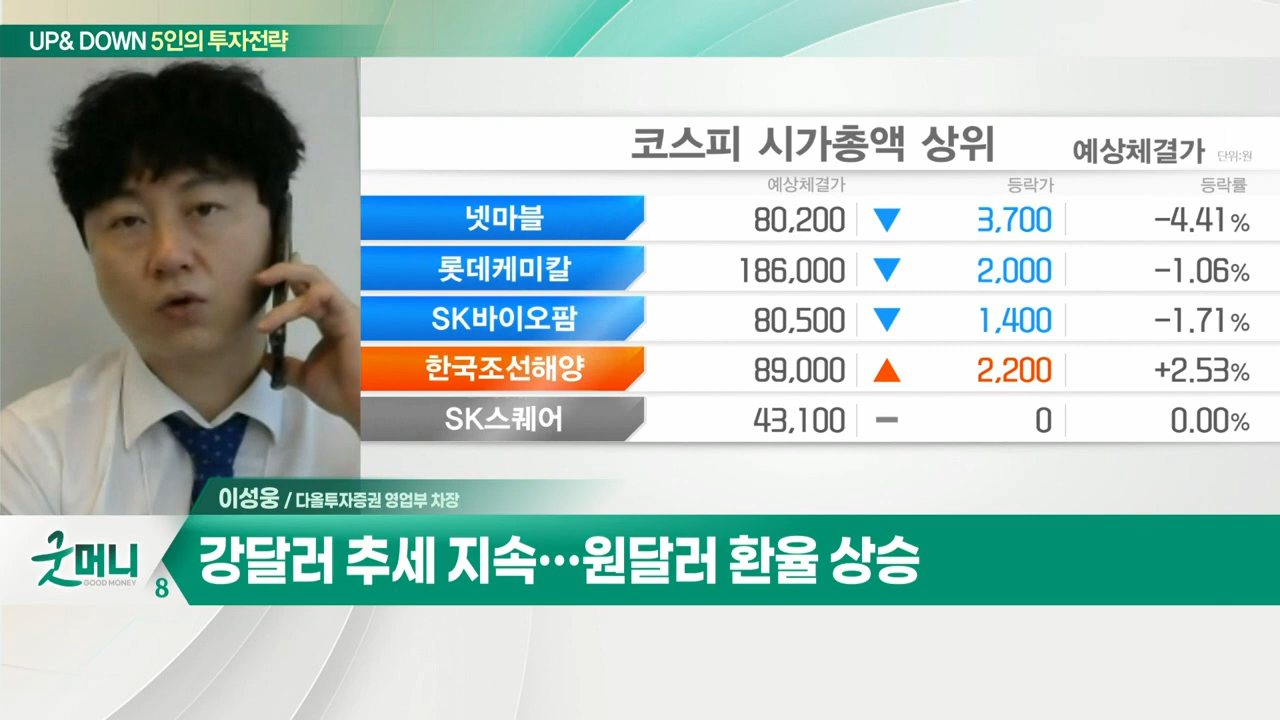 UP& DOWN 5인의 투자전략
코스피 시가총액 상위 예상체결가 단위:원
예상체결가 등락가 등락률
넷마블 80,200 ▼ 3,700 -4.41%
롯데케미칼 186,000 ▼ 2,000 -1.06%
SK바이오팜 80,500 ▼ 1,400 -1.71%
한국조선해양 89,000 ▲ 2,200 +2.53%
SK스퀘어 43,100 - 0 0.00%
이성웅 / 다올투자증권 영업부 차장
굿머니
GOOD MONEY
8
강달러 추세 지속…원달러 환율 상승